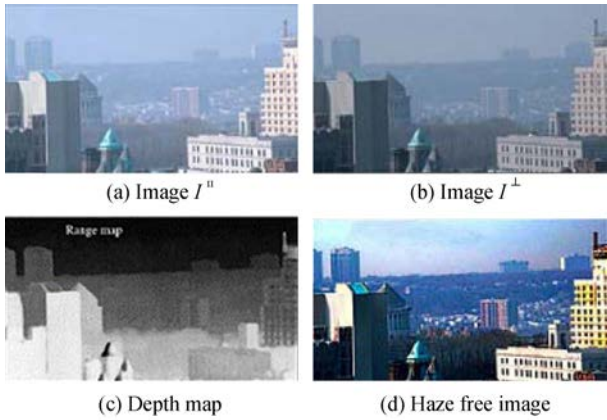 (a) Image I^{||}
(b) Image I^⊥
Range map
(c) Depth map
(d) Haze free image